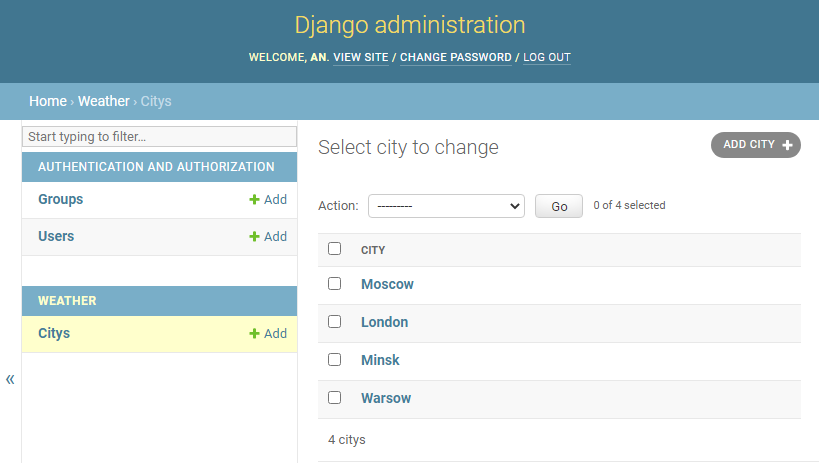 Django administration
WELCOME, AN. VIEW SITE / CHANGE PASSWORD / LOG OUT
Home › Weather › Citys
Start typing to filter...
AUTHENTICATION AND AUTHORIZATION
Groups + Add
Users + Add
WEATHER
Citys + Add
«
Select city to change
ADD CITY +
Action: --------- Go 0 of 4 selected
CITY
Moscow
London
Minsk
Warsow
4 citys